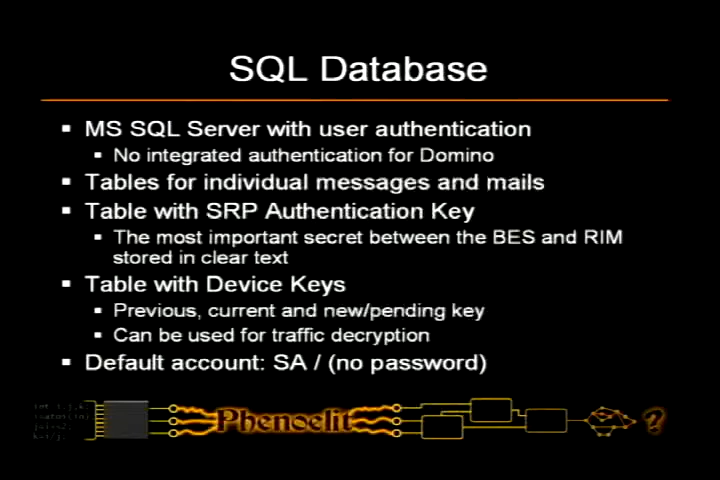 SQL Database
▪ MS SQL Server with user authentication
▪ No integrated authentication for Domino
▪ Tables for individual messages and mails
▪ Table with SRP Authentication Key
▪ The most important secret between the BES and RIM
stored in clear text
▪ Table with Device Keys
▪ Previous, current and new/pending key
▪ Can be used for traffic decryption
▪ Default account: SA / (no password)
Phenoelit ?